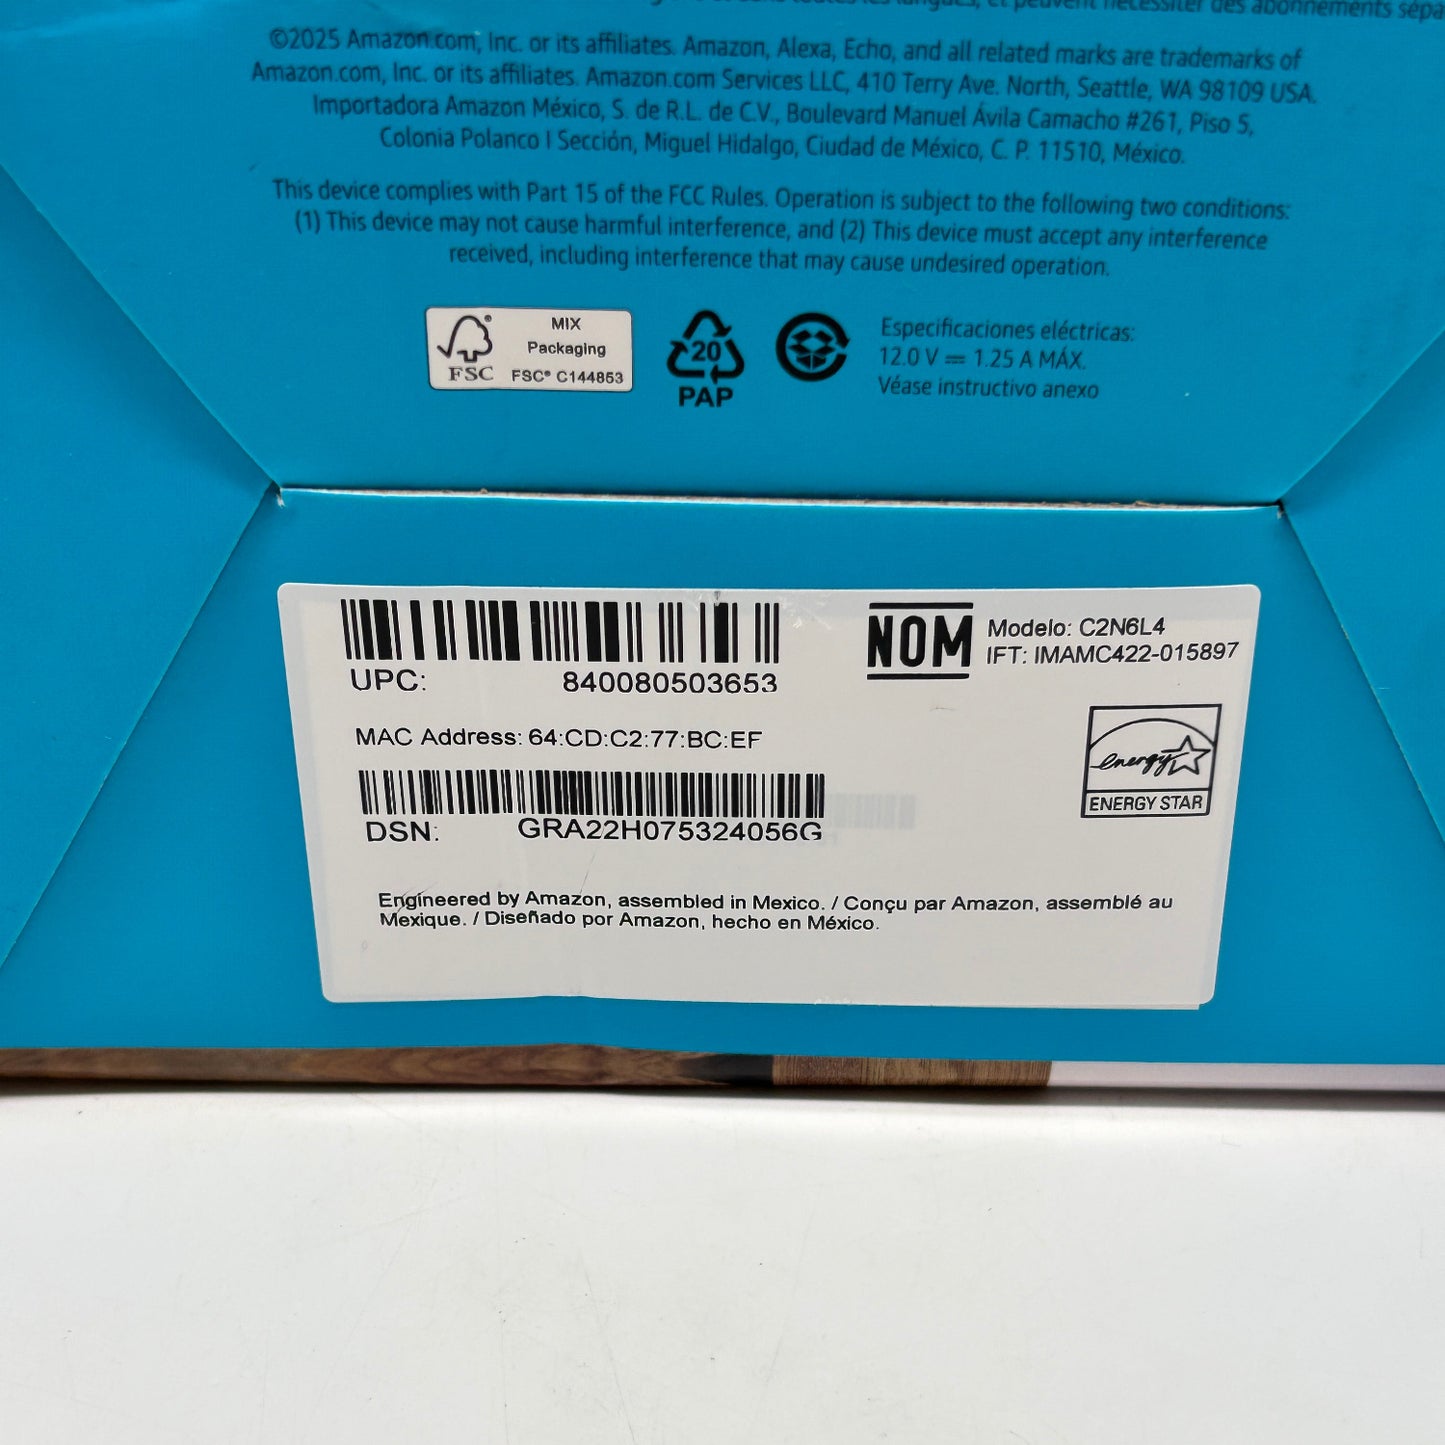 et peuvent nécessiter des abonnements
©2025 Amazon.com, Inc. or its affiliates. Amazon, Alexa, Echo, and all related marks are trademarks of
Amazon.com, Inc. or its affiliates. Amazon.com Services LLC, 410 Terry Ave. North, Seattle, WA 98109 USA.
Importadora Amazon México, S. de R.L. de C.V., Boulevard Manuel Ávila Camacho #261, Piso 5,
Colonia Polanco I Sección, Miguel Hidalgo, Ciudad de México, C. P. 11510, México.
This device complies with Part 15 of the FCC Rules. Operation is subject to the following two conditions:
(1) This device may not cause harmful interference, and (2) This device must accept any interference
received, including interference that may cause undesired operation.
FSC
MIX
Packaging
FSC® C144853
20
PAP
Especificaciones eléctricas:
12.0 V ⎓ 1.25 A MÁX.
Véase instructivo anexo
UPC: 840080503653
NOM
Modelo: C2N6L4
IFT: IMAMC422-015897
MAC Address: 64:CD:C2:77:BC:EF
energy
ENERGY STAR
DSN: GRA22H075324056G
Engineered by Amazon, assembled in Mexico. / Conçu par Amazon, assemblé au
Mexique. / Diseñado por Amazon, hecho en México.